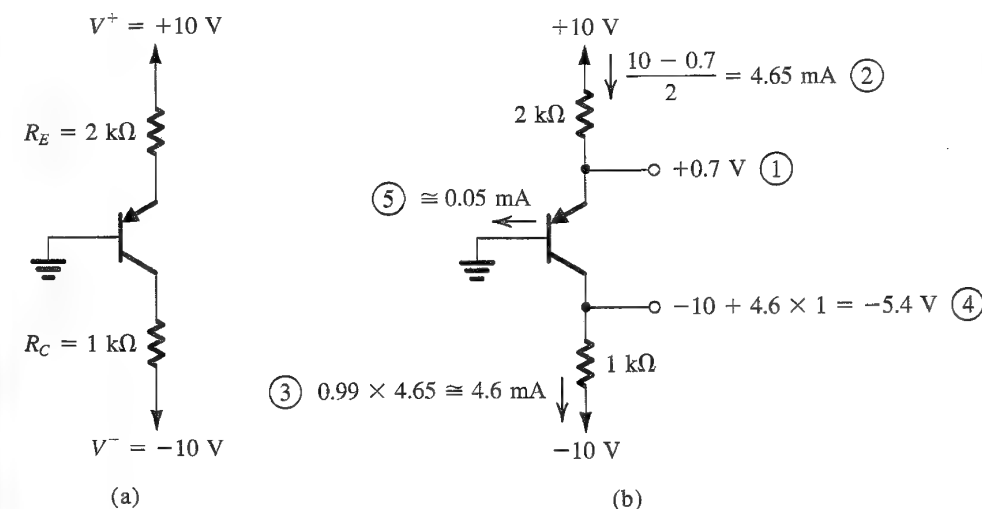 V⁺ = +10 V
R_E = 2 kΩ
R_C = 1 kΩ
V⁻ = −10 V
(a)
+10 V
(10 − 0.7) / 2 = 4.65 mA ②
2 kΩ
+0.7 V ①
⑤ ≅ 0.05 mA
−10 + 4.6 × 1 = −5.4 V ④
1 kΩ
③ 0.99 × 4.65 ≅ 4.6 mA
−10 V
(b)